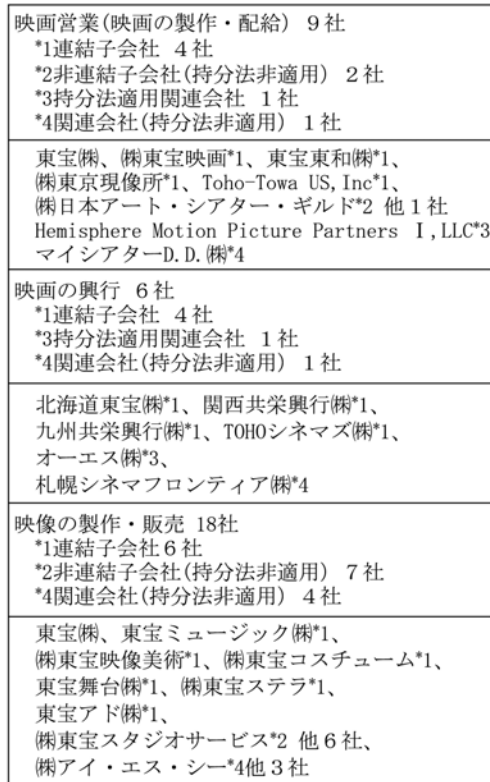 映画営業(映画の製作・配給) 9社
*1連結子会社 4社
*2非連結子会社(持分法非適用) 2社
*3持分法適用関連会社 1社
*4関連会社(持分法非適用) 1社
東宝㈱、㈱東宝映画*1、東宝東和㈱*1、
㈱東京現像所*1、Toho-Towa US,Inc*1、
㈱日本アート・シアター・ギルド*2 他1社
Hemisphere Motion Picture Partners Ⅰ,LLC*3
マイシアターD.D.㈱*4
映画の興行 6社
*1連結子会社 4社
*3持分法適用関連会社 1社
*4関連会社(持分法非適用) 1社
北海道東宝㈱*1、関西共栄興行㈱*1、
九州共栄興行㈱*1、TOHOシネマズ㈱*1、
オーエス㈱*3、
札幌シネマフロンティア㈱*4
映像の製作・販売 18社
*1連結子会社6社
*2非連結子会社(持分法非適用) 7社
*4関連会社(持分法非適用) 4社
東宝㈱、東宝ミュージック㈱*1、
㈱東宝映像美術*1、㈱東宝コスチューム*1、
東宝舞台㈱*1、㈱東宝ステラ*1、
東宝アド㈱*1、
㈱東宝スタジオサービス*2 他6社、
㈱アイ・エス・シー*4他3社